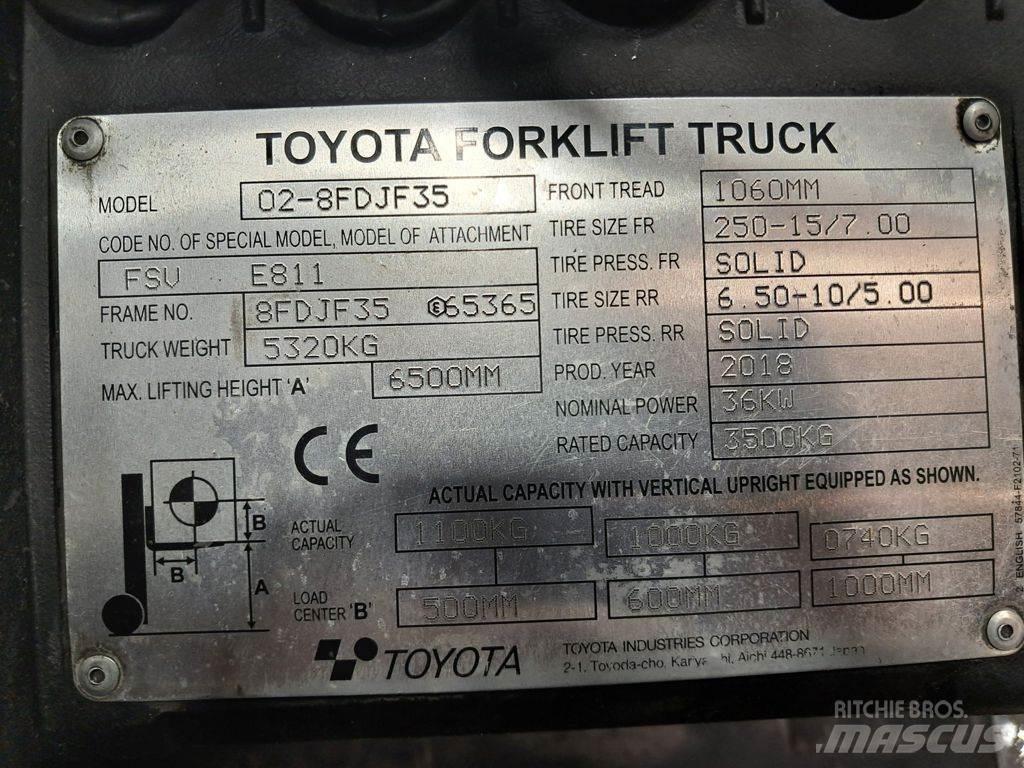 TOYOTA FORKLIFT TRUCK
MODEL 02-8FDJF35
CODE NO. OF SPECIAL MODEL, MODEL OF ATTACHMENT
FSV E811
FRAME NO. 8FDJF35 E65365
TRUCK WEIGHT 5320KG
MAX. LIFTING HEIGHT 'A' 6500MM
FRONT TREAD 1060MM
TIRE SIZE FR 250-15/7.00
TIRE PRESS. FR SOLID
TIRE SIZE RR 6.50-10/5.00
TIRE PRESS. RR SOLID
PROD. YEAR 2018
NOMINAL POWER 36KW
RATED CAPACITY 3500KG
CE
ACTUAL CAPACITY WITH VERTICAL UPRIGHT EQUIPPED AS SHOWN.
B
B
A
ACTUAL CAPACITY 1100KG 1000KG 0740KG
LOAD CENTER 'B' 500MM 600MM 1000MM
TOYOTA
TOYOTA INDUSTRIES CORPORATION
2-1, Toyoda-cho, Aichi 448-8671 Japan
2 ENGLISH 57844-F2102-71
RITCHIE BROS.
MASCUS